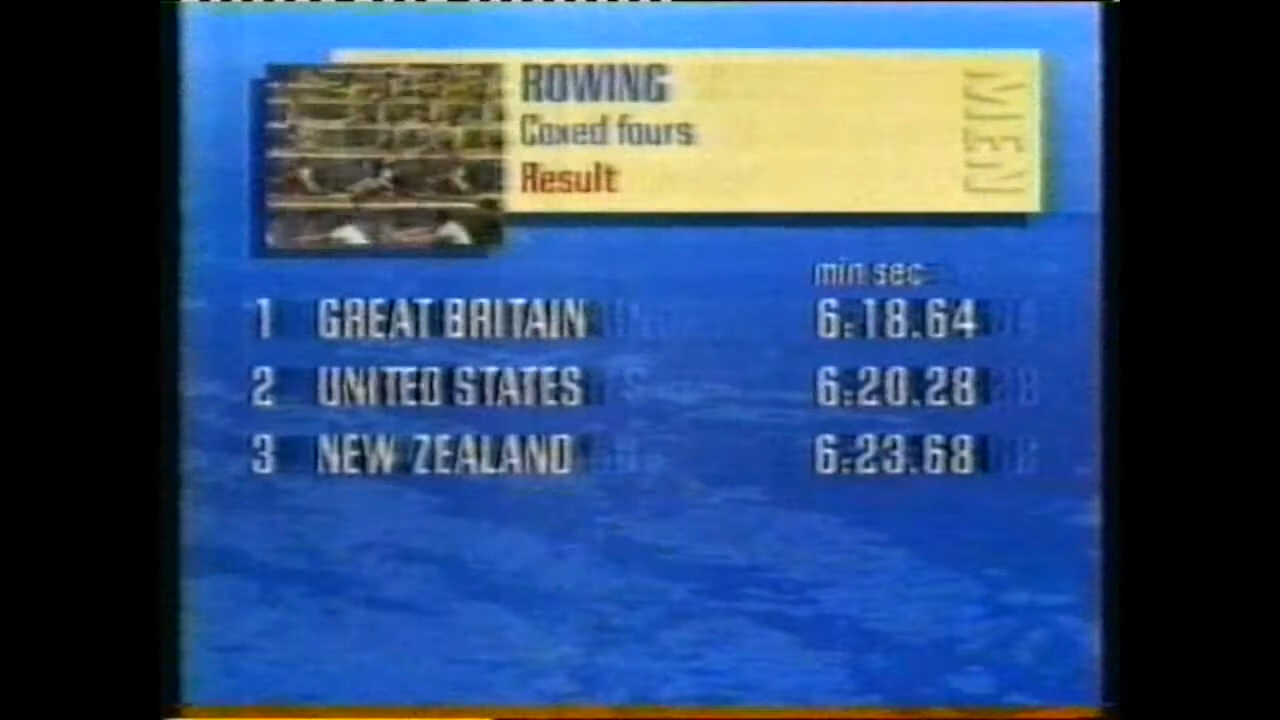 ROWING
Coxed fours
Result
MEN
min sec
1 GREAT BRITAIN 6:18.64
2 UNITED STATES 6:20.28
3 NEW ZEALAND 6:23.68